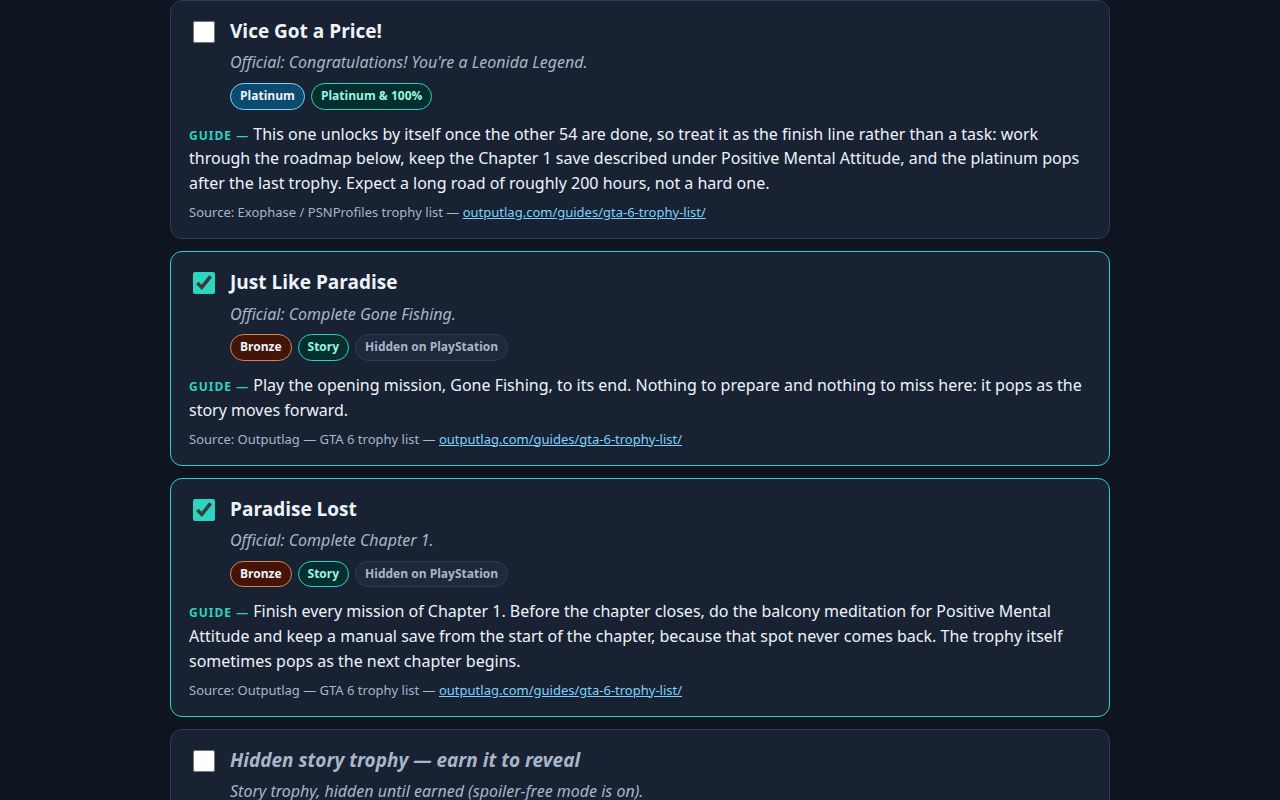 Vice Got a Price!
Official: Congratulations! You're a Leonida Legend.
Platinum Platinum & 100%
GUIDE — This one unlocks by itself once the other 54 are done, so treat it as the finish line rather than a task: work
through the roadmap below, keep the Chapter 1 save described under Positive Mental Attitude, and the platinum pops
after the last trophy. Expect a long road of roughly 200 hours, not a hard one.
Source: Exophase / PSNProfiles trophy list — outputlag.com/guides/gta-6-trophy-list/
Just Like Paradise
Official: Complete Gone Fishing.
Bronze Story Hidden on PlayStation
GUIDE — Play the opening mission, Gone Fishing, to its end. Nothing to prepare and nothing to miss here: it pops as the
story moves forward.
Source: Outputlag — GTA 6 trophy list — outputlag.com/guides/gta-6-trophy-list/
Paradise Lost
Official: Complete Chapter 1.
Bronze Story Hidden on PlayStation
GUIDE — Finish every mission of Chapter 1. Before the chapter closes, do the balcony meditation for Positive Mental
Attitude and keep a manual save from the start of the chapter, because that spot never comes back. The trophy itself
sometimes pops as the next chapter begins.
Source: Outputlag — GTA 6 trophy list — outputlag.com/guides/gta-6-trophy-list/
Hidden story trophy — earn it to reveal
Story trophy, hidden until earned (spoiler-free mode is on).